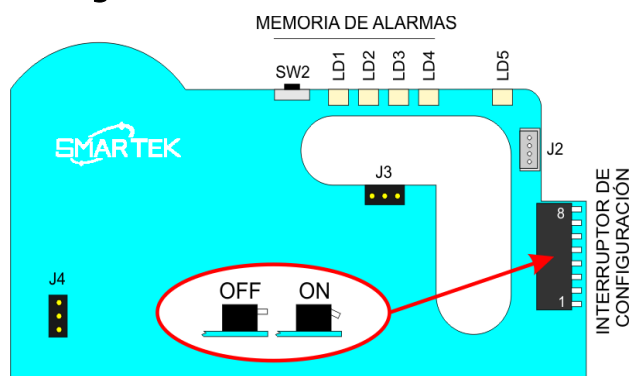 MEMORIA DE ALARMAS
SW2
LD1
LD2
LD3
LD4
LD5
SMARTEK
J2
J3
8
INTERRUPTOR DE
CONFIGURACIÓN
J4
OFF
ON
1